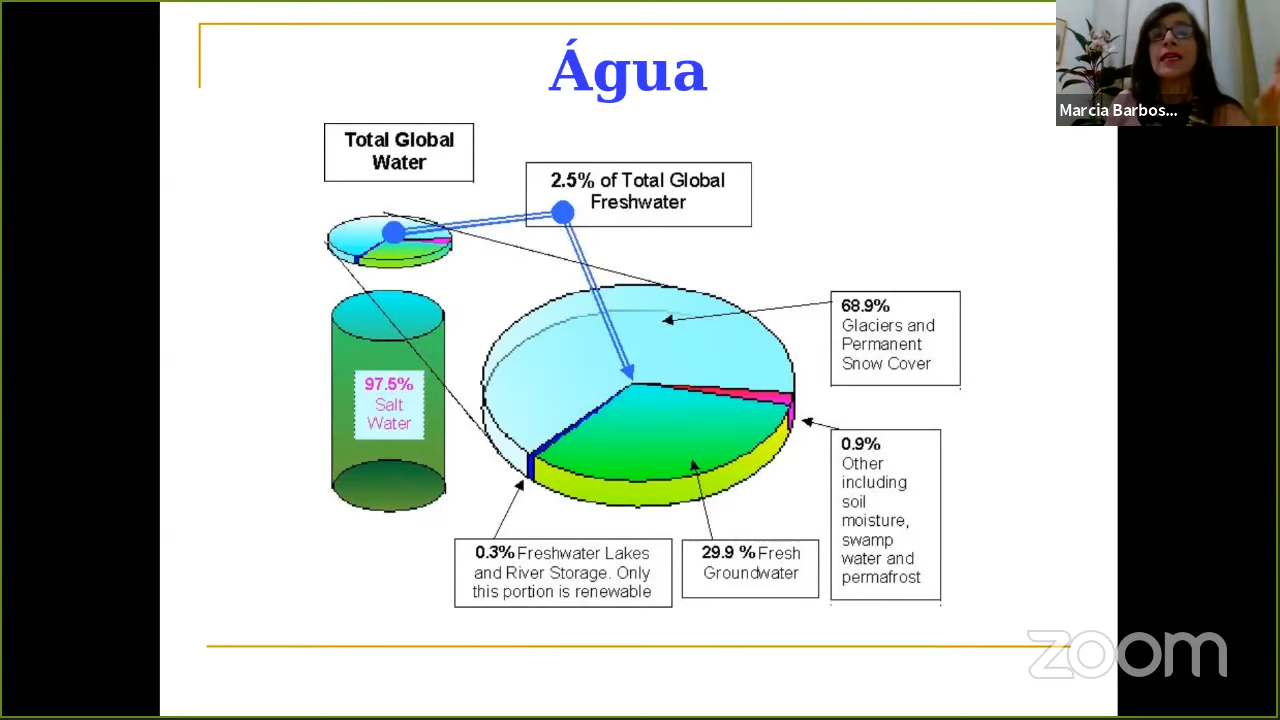 Água
Marcia Barbos...
Total Global
Water
2.5% of Total Global
Freshwater
68.9%
Glaciers and
Permanent
Snow Cover
97.5%
Salt
Water
0.9%
Other
including
soil
moisture,
swamp
water and
permafrost
0.3% Freshwater Lakes
and River Storage. Only
this portion is renewable
29.9 % Fresh
Groundwater
zoom